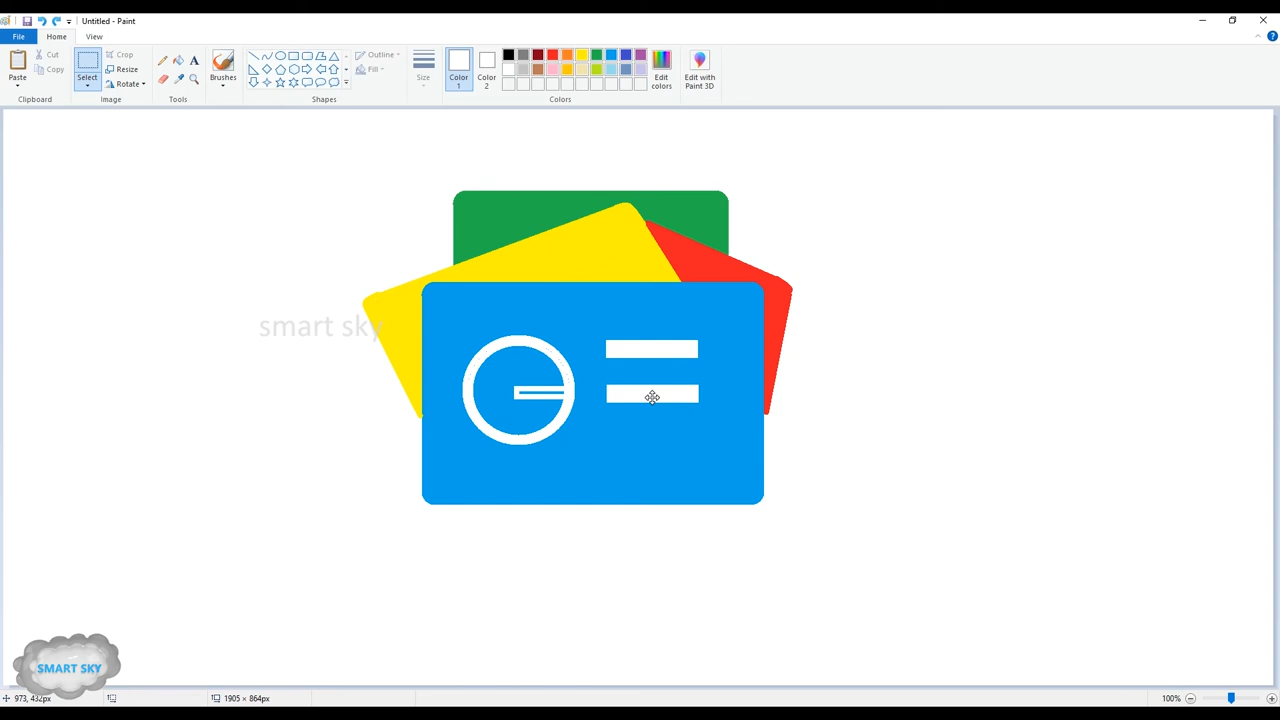 Untitled - Paint
File
Home
View
Paste
Cut
Copy
Clipboard
Select
Crop
Resize
Rotate
Image
Tools
Brushes
Shapes
Outline
Fill
Size
Color 1
Color 2
Edit colors
Colors
Edit with Paint 3D
smart sky
SMART SKY
973, 432px
1905 × 864px
100%